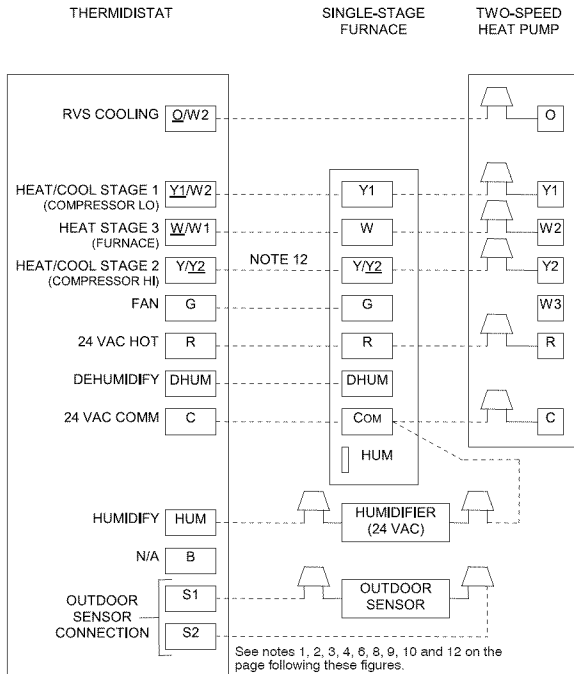 THERMIDISTAT
SINGLE-STAGE
FURNACE
TWO-SPEED
HEAT PUMP
RVS COOLING
O/W2
O
HEAT/COOL STAGE 1
(COMPRESSOR LO)
Y1/W2
Y1
Y1
HEAT STAGE 3
(FURNACE)
W/W1
W
W2
HEAT/COOL STAGE 2
(COMPRESSOR HI)
Y/Y2
NOTE 12
Y/Y2
Y2
FAN
G
G
W3
24 VAC HOT
R
R
R
DEHUMIDIFY
DHUM
DHUM
24 VAC COMM
C
COM
C
HUM
HUMIDIFY
HUM
HUMIDIFIER
(24 VAC)
N/A
B
OUTDOOR
SENSOR
CONNECTION
S1
OUTDOOR
SENSOR
S2
See notes 1, 2, 3, 4, 6, 8, 9, 10 and 12 on the
page following these figures.